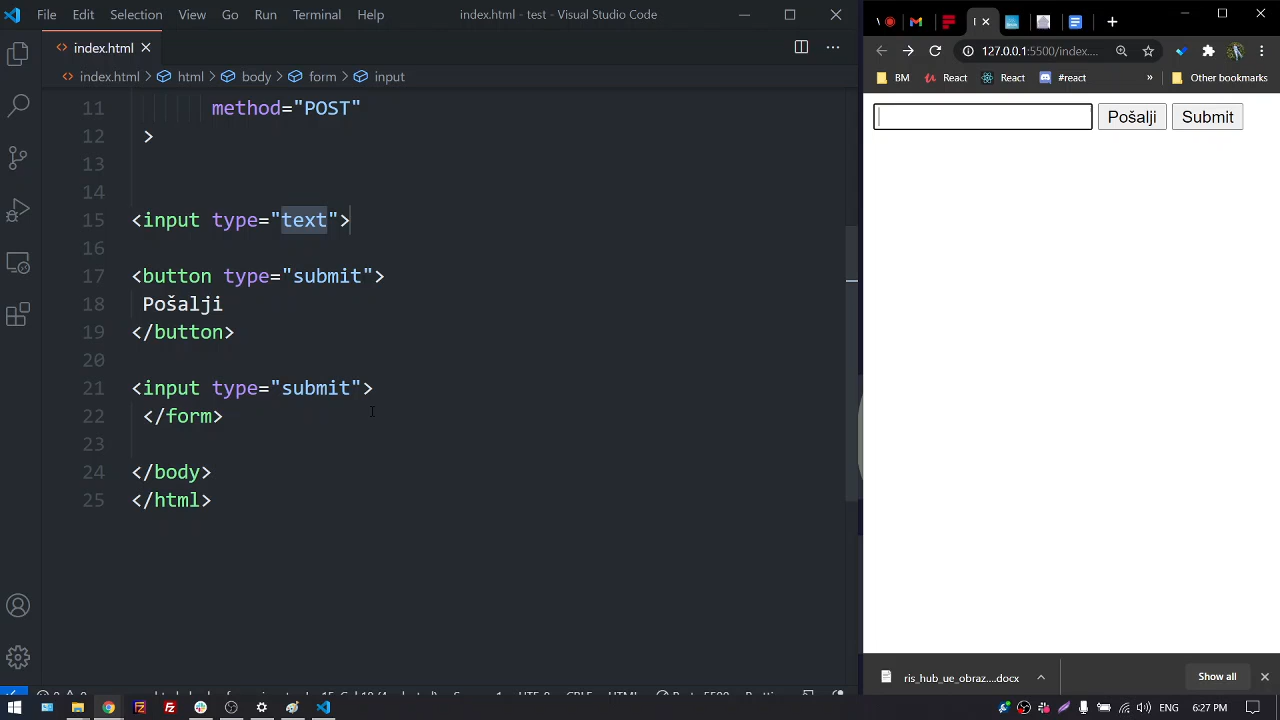 File Edit Selection View Go Run Terminal Help
index.html - test - Visual Studio Code
index.html
index.html > html > body > form > input
11 method="POST"
12 >
13
14
15 <input type="text">
16
17 <button type="submit">
18 Pošalji
19 </button>
20
21 <input type="submit">
22 </form>
23
24 </body>
25 </html>
127.0.0.1:5500/index....
BM
React
React
#react
» Other bookmarks
Pošalji
Submit
ris_hub_ue_obraz....docx
Show all
ENG 6:27 PM